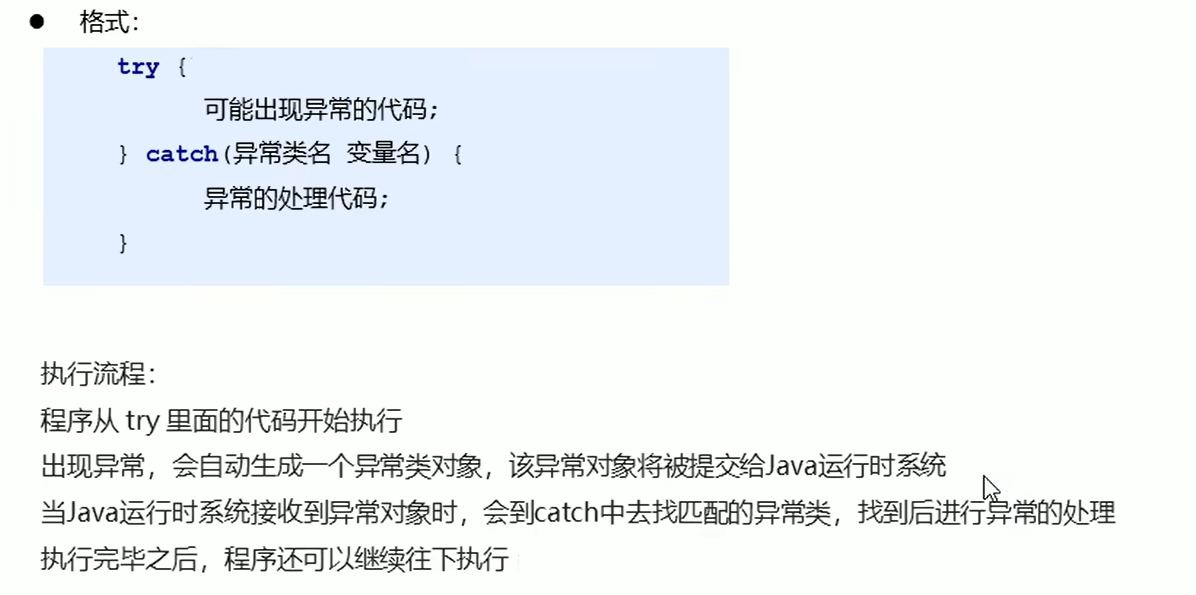 ● 格式：
try {
可能出现异常的代码;
} catch(异常类名 变量名) {
异常的处理代码;
}
执行流程：
程序从 try 里面的代码开始执行
出现异常，会自动生成一个异常类对象，该异常对象将被提交给Java运行时系统
当Java运行时系统接收到异常对象时，会到catch中去找匹配的异常类，找到后进行异常的处理
执行完毕之后，程序还可以继续往下执行